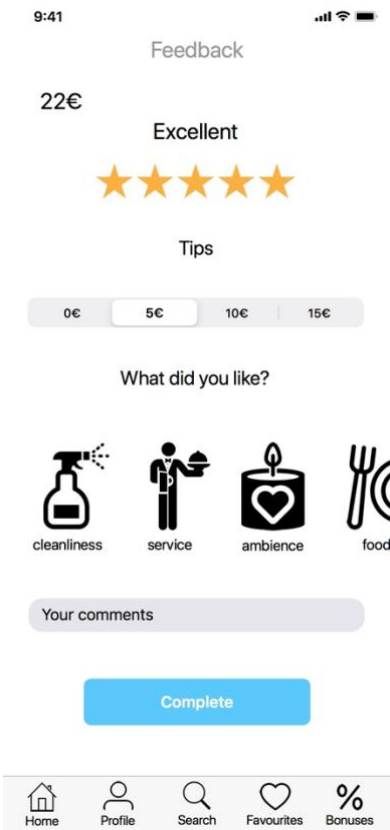 9:41
Feedback
22€
Excellent
Tips
0€ 5€ 10€ 15€
What did you like?
cleanliness service ambience food
Your comments
Complete
Home Profile Search Favourites Bonuses